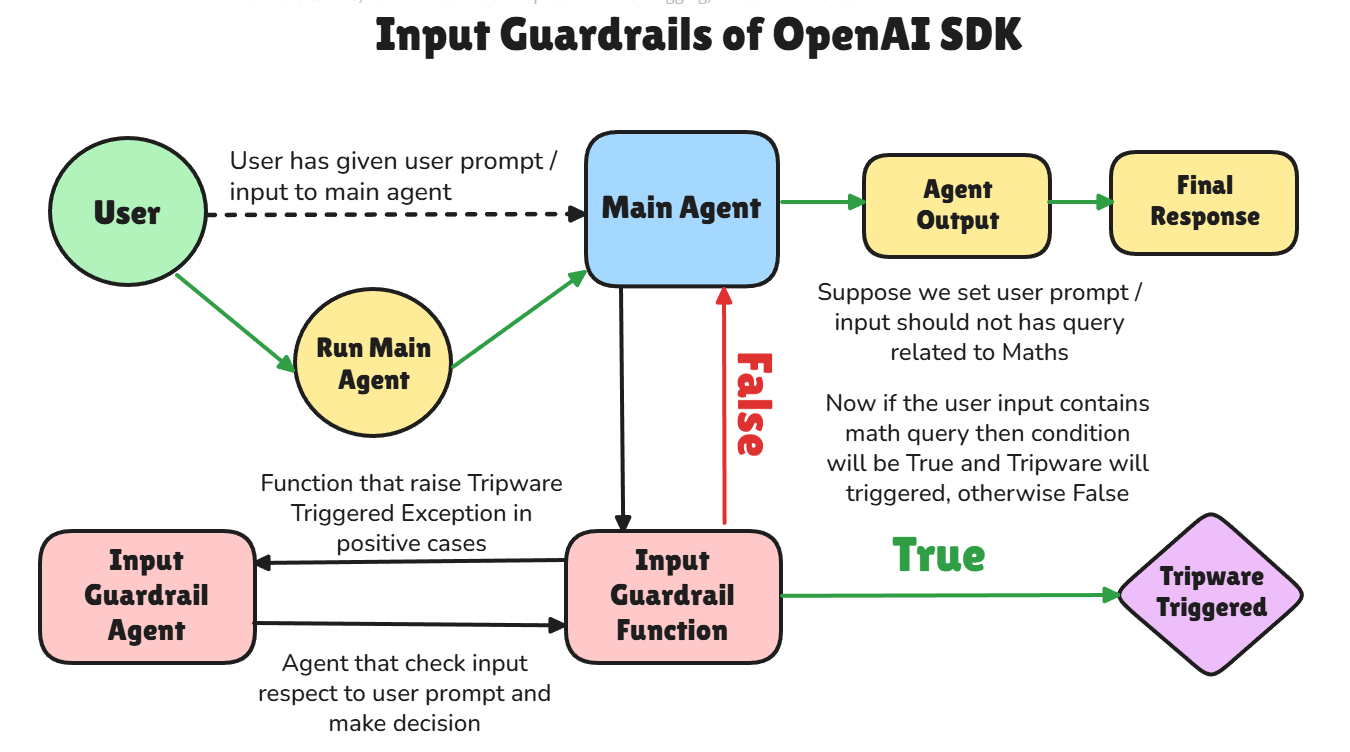 Input Guardrails of OpenAI SDK
User has given user prompt /
input to main agent
User
Main Agent
Agent
Output
Final
Response
Run Main
Agent
Suppose we set user prompt /
input should not has query
related to Maths
False
Now if the user input contains
math query then condition
will be True and Tripware will
triggered, otherwise False
Function that raise Tripware
Triggered Exception in
positive cases
Input
Guardrail
Agent
Input
Guardrail
Function
True
Tripware
Triggered
Agent that check input
respect to user prompt and
make decision